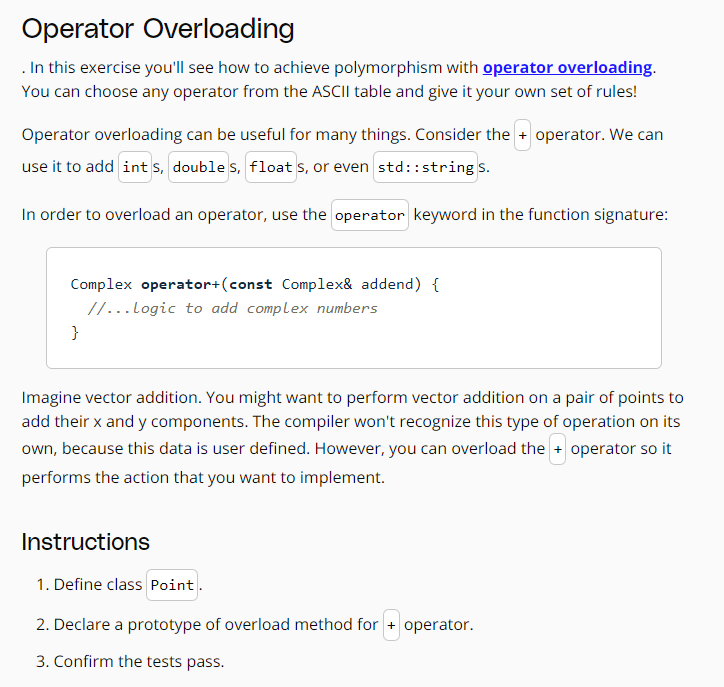 Operator Overloading
. In this exercise you'll see how to achieve polymorphism with operator overloading.
You can choose any operator from the ASCII table and give it your own set of rules!
Operator overloading can be useful for many things. Consider the + operator. We can
use it to add ints, doubles, floats, or even std::strings.
In order to overload an operator, use the operator keyword in the function signature:
Complex operator+(const Complex& addend) {
  //...logic to add complex numbers
}
Imagine vector addition. You might want to perform vector addition on a pair of points to
add their x and y components. The compiler won't recognize this type of operation on its
own, because this data is user defined. However, you can overload the + operator so it
performs the action that you want to implement.
Instructions
1. Define class Point.
2. Declare a prototype of overload method for + operator.
3. Confirm the tests pass.